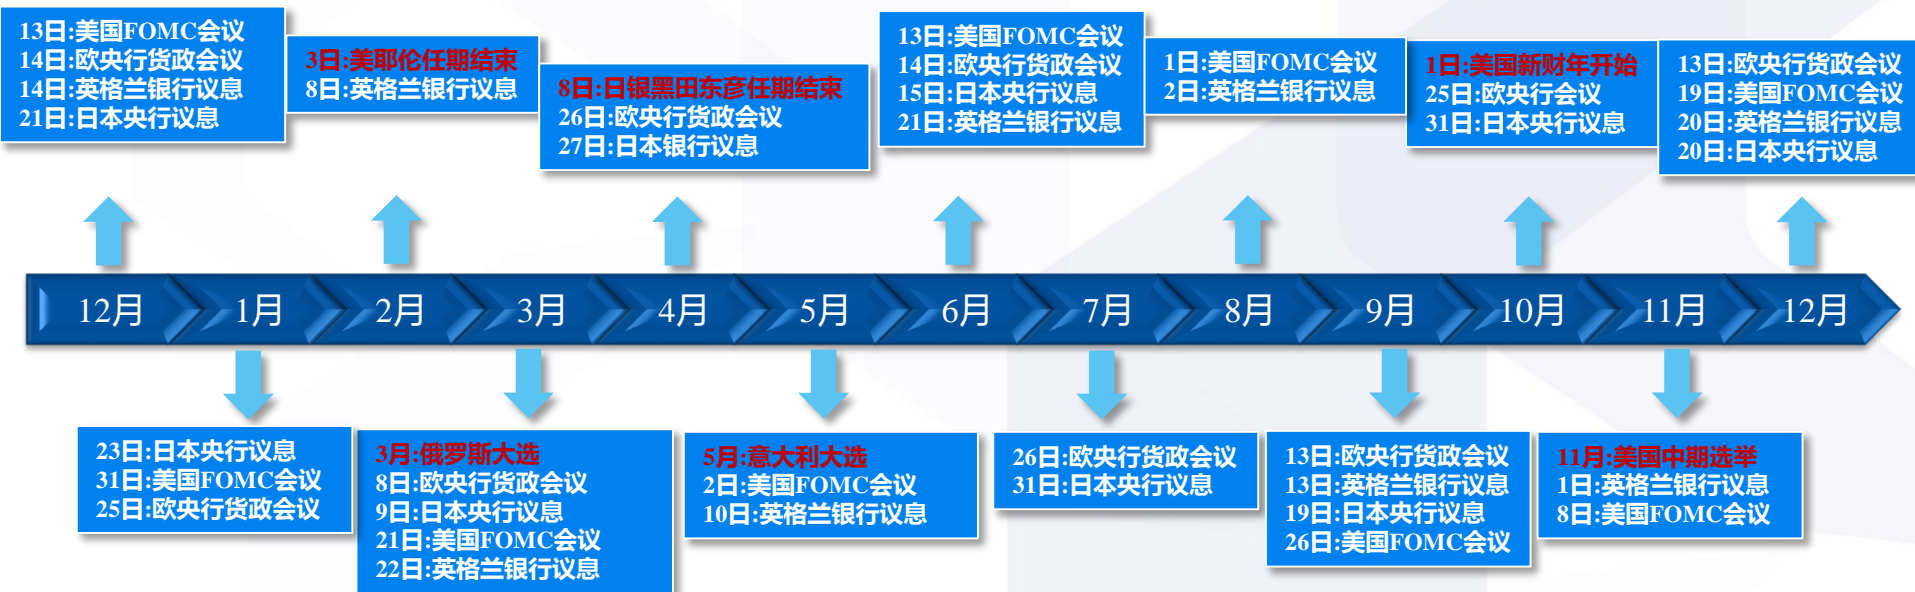 13日:美国FOMC会议
14日:欧央行货政会议
14日:英格兰银行议息
21日:日本央行议息
3日:美耶伦任期结束
8日:英格兰银行议息
8日:日银黑田东彦任期结束
26日:欧央行货政会议
27日:日本银行议息
13日:美国FOMC会议
14日:欧央行货政会议
15日:日本央行议息
21日:英格兰银行议息
1日:美国FOMC会议
2日:英格兰银行议息
1日:美国新财年开始
25日:欧央行会议
31日:日本央行议息
13日:欧央行货政会议
19日:美国FOMC会议
20日:英格兰银行议息
20日:日本央行议息
12月
1月
2月
3月
4月
5月
6月
7月
8月
9月
10月
11月
12月
23日:日本央行议息
31日:美国FOMC会议
25日:欧央行货政会议
3月:俄罗斯大选
8日:欧央行货政会议
9日:日本央行议息
21日:美国FOMC会议
22日:英格兰银行议息
5月:意大利大选
2日:美国FOMC会议
10日:英格兰银行议息
26日:欧央行货政会议
31日:日本央行议息
13日:欧央行货政会议
13日:英格兰银行议息
19日:日本央行议息
26日:美国FOMC会议
11月:美国中期选举
1日:英格兰银行议息
8日:美国FOMC会议